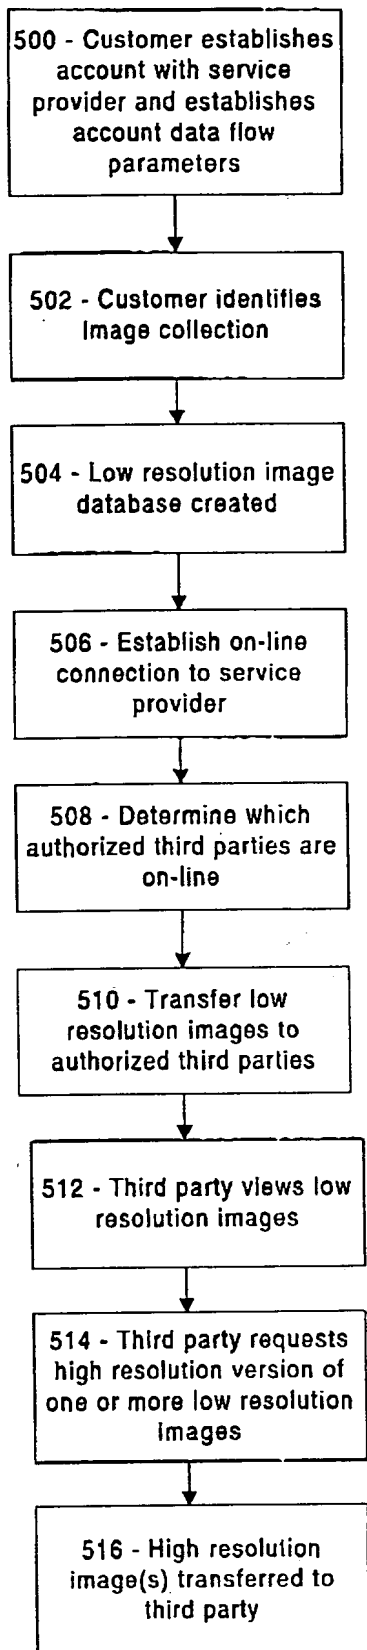 500 - Customer establishes
account with service
provider and establishes
account data flow
parameters
502 - Customer identifies
Image collection
504 - Low resolution image
database created
506 - Establish on-line
connection to service
provider
508 - Determine which
authorized third parties are
on-line
510 - Transfer low
resolution images to
authorized third parties
512 - Third party views low
resolution images
514 - Third party requests
high resolution version of
one or more low resolution
images
516 - High resolution
image(s) transferred to
third party